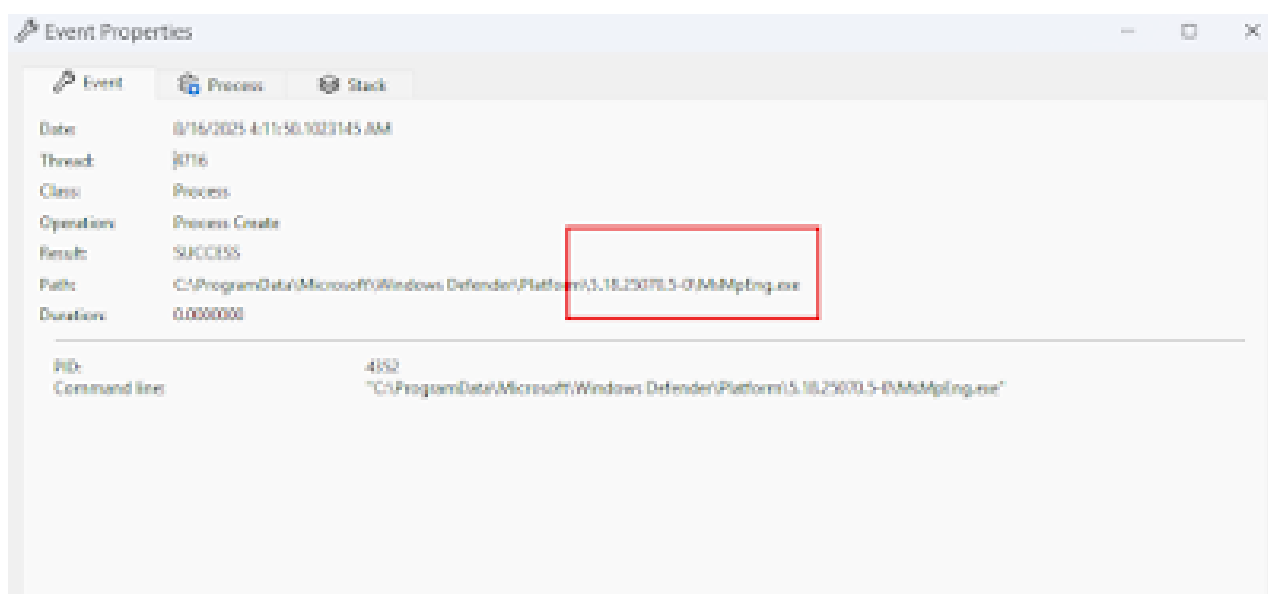 Event Properties
Event Process Stack
Date: 8/16/2025 4:11:50.1023145 AM
Thread: 8716
Class: Process
Operation: Process Create
Result: SUCCESS
Path: C:\ProgramData\Microsoft\Windows Defender\Platform\5.18.25070.5-0\MsMpEng.exe
Duration: 0.0000000
PID: 4352
Command line: "C:\ProgramData\Microsoft\Windows Defender\Platform\5.18.25070.5-0\MsMpEng.exe"